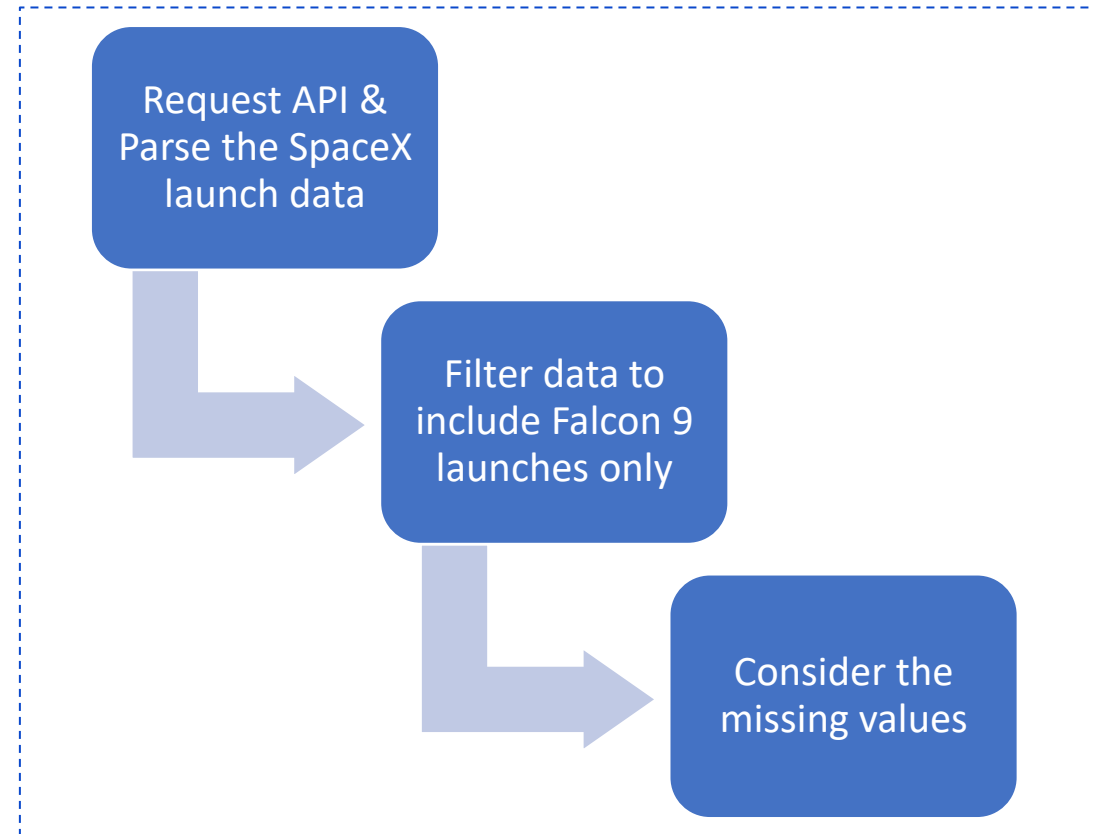 Request API &
Parse the SpaceX
launch data
Filter data to
include Falcon 9
launches only
Consider the
missing values